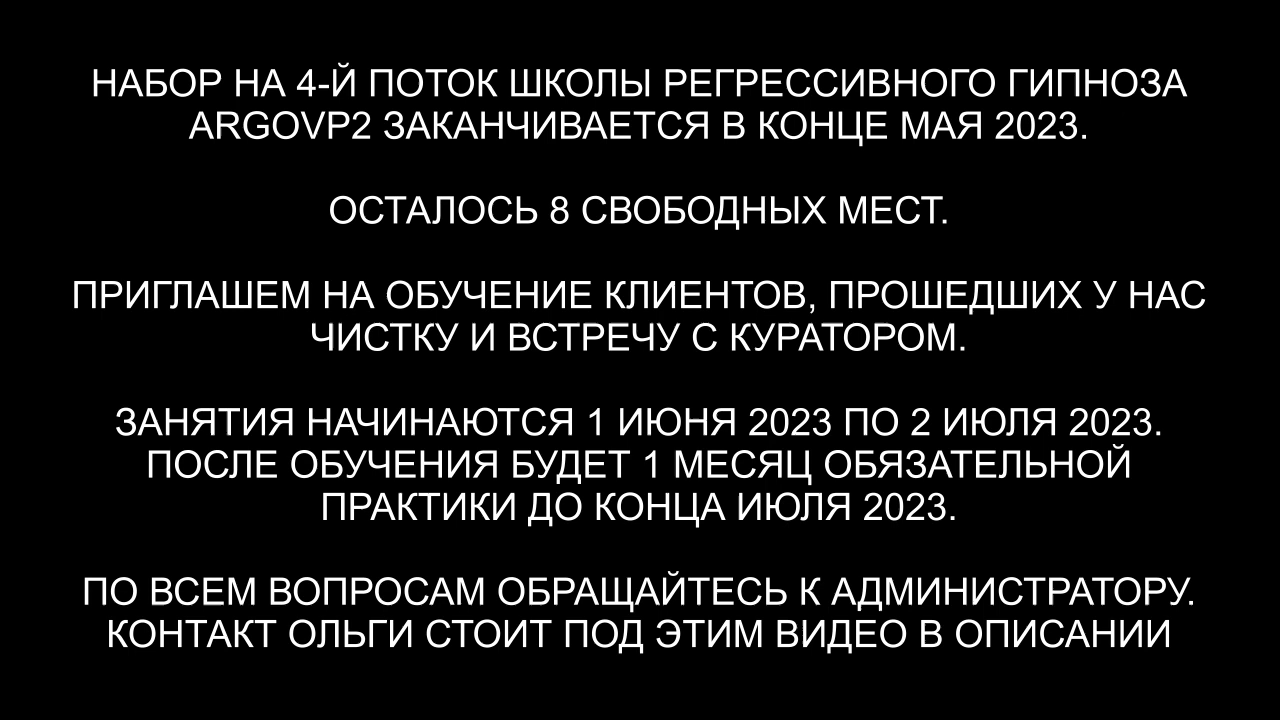 НАБОР НА 4-Й ПОТОК ШКОЛЫ РЕГРЕССИВНОГО ГИПНОЗА
ARGOVP2 ЗАКАНЧИВАЕТСЯ В КОНЦЕ МАЯ 2023.
ОСТАЛОСЬ 8 СВОБОДНЫХ МЕСТ.
ПРИГЛАШЕМ НА ОБУЧЕНИЕ КЛИЕНТОВ, ПРОШЕДШИХ У НАС
ЧИСТКУ И ВСТРЕЧУ С КУРАТОРОМ.
ЗАНЯТИЯ НАЧИНАЮТСЯ 1 ИЮНЯ 2023 ПО 2 ИЮЛЯ 2023.
ПОСЛЕ ОБУЧЕНИЯ БУДЕТ 1 МЕСЯЦ ОБЯЗАТЕЛЬНОЙ
ПРАКТИКИ ДО КОНЦА ИЮЛЯ 2023.
ПО ВСЕМ ВОПРОСАМ ОБРАЩАЙТЕСЬ К АДМИНИСТРАТОРУ.
КОНТАКТ ОЛЬГИ СТОИТ ПОД ЭТИМ ВИДЕО В ОПИСАНИИ